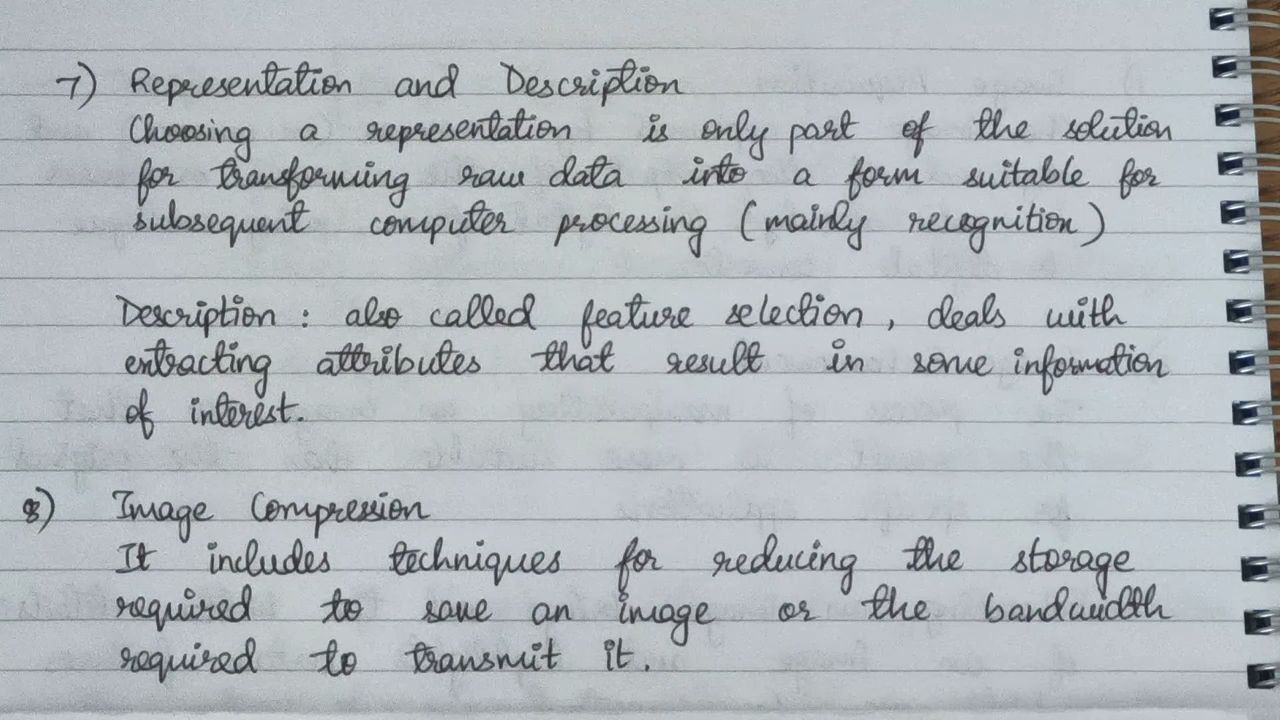 7) Representation and Description
Choosing a representation is only part of the solution
for transforming raw data into a form suitable for
subsequent computer processing (mainly recognition)
Description : also called feature selection, deals with
extracting attributes that result in some information
of interest.
8) Image Compression
It includes techniques for reducing the storage
required to save an image or the bandwidth
required to transmit it.